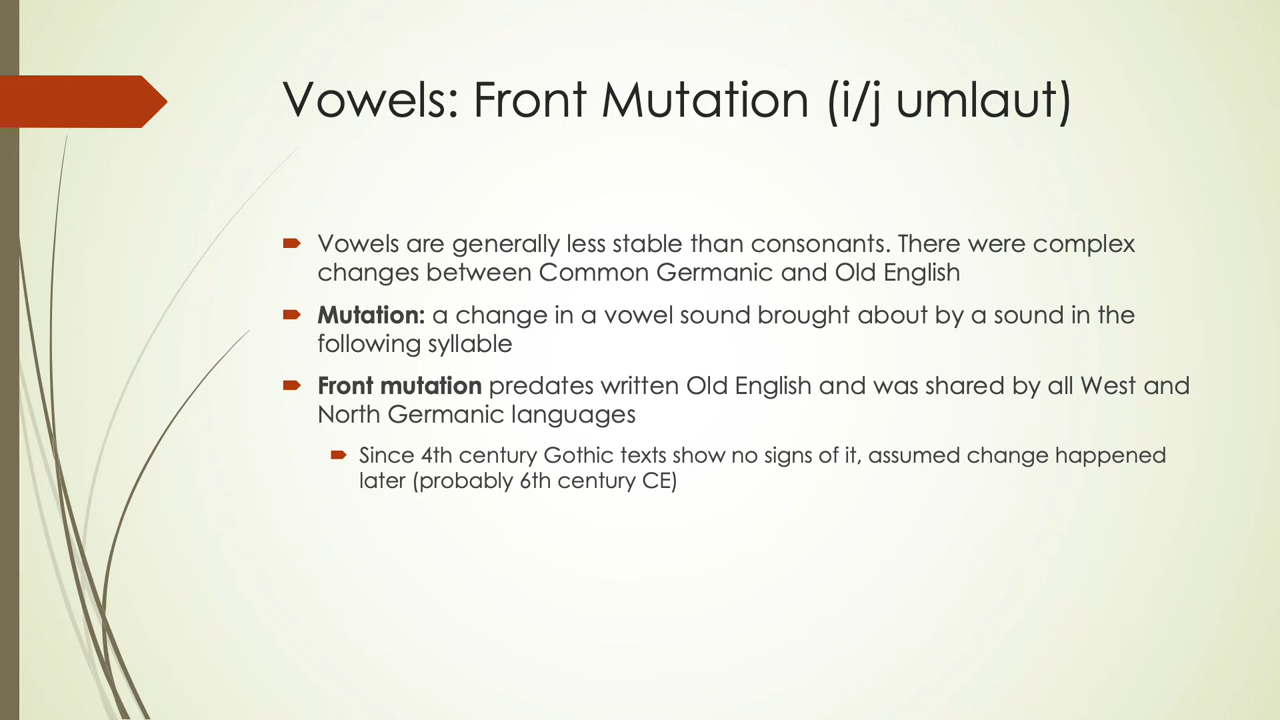 Vowels: Front Mutation (i/j umlaut)
Vowels are generally less stable than consonants. There were complex
changes between Common Germanic and Old English
Mutation: a change in a vowel sound brought about by a sound in the
following syllable
Front mutation predates written Old English and was shared by all West and
North Germanic languages
Since 4th century Gothic texts show no signs of it, assumed change happened
later (probably 6th century CE)